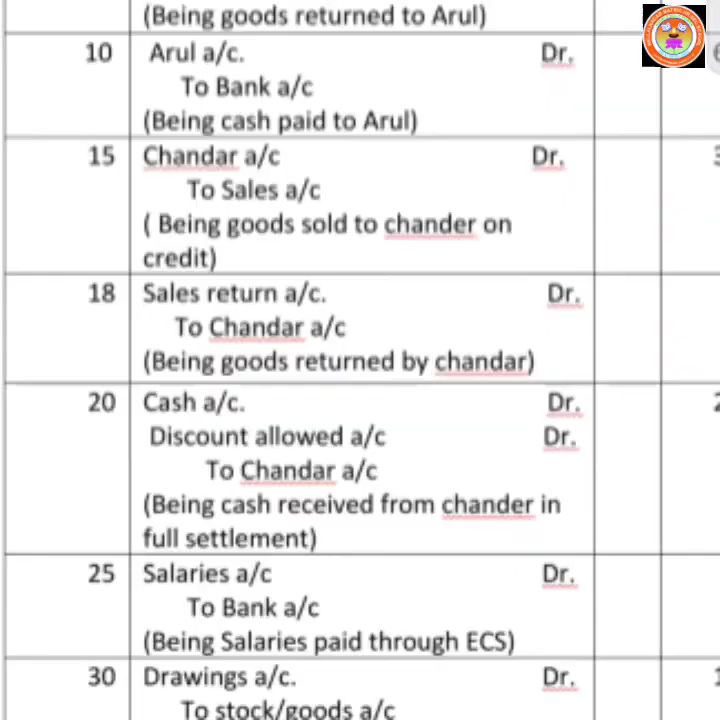 (Being goods returned to Arul)
10 Arul a/c. Dr.
To Bank a/c
(Being cash paid to Arul)
15 Chandar a/c Dr.
To Sales a/c
( Being goods sold to chander on
credit)
18 Sales return a/c. Dr.
To Chandar a/c
(Being goods returned by chandar)
20 Cash a/c. Dr.
Discount allowed a/c Dr.
To Chandar a/c
(Being cash received from chander in
full settlement)
25 Salaries a/c Dr.
To Bank a/c
(Being Salaries paid through ECS)
30 Drawings a/c. Dr.
To stock/goods a/c